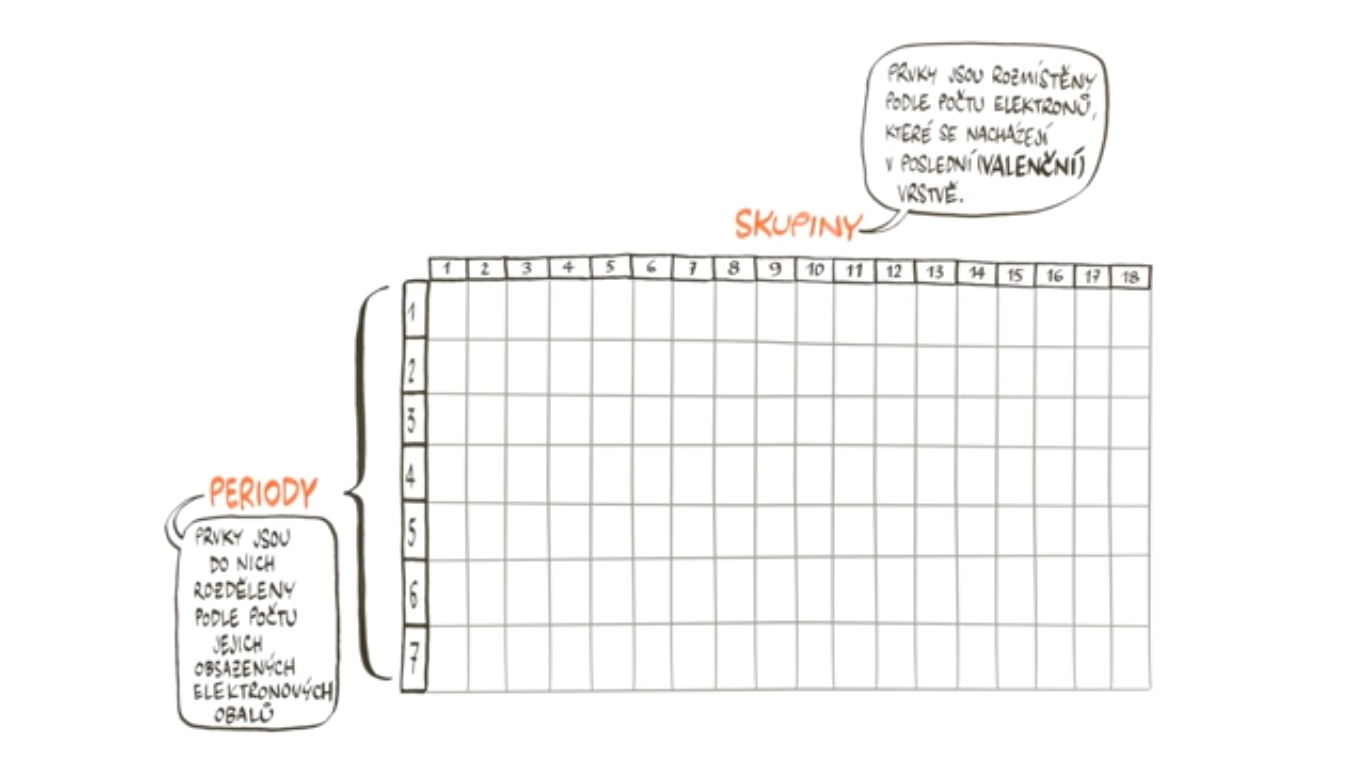 PRVKY JSOU ROZMÍSTĚNY
PODLE POČTU ELEKTRONŮ,
KTERÉ SE NACHÁZEJÍ
V POSLEDNÍ (VALENČNÍ)
VRSTVĚ.
SKUPINY
1 2 3 4 5 6 7 8 9 10 11 12 13 14 15 16 17 18
1
2
3
4
5
6
7
PERIODY
PRVKY JSOU
DO NICH
ROZDĚLENY
PODLE POČTU
JEJICH
OBSAZENÝCH
ELEKTRONOVÝCH
OBALŮ